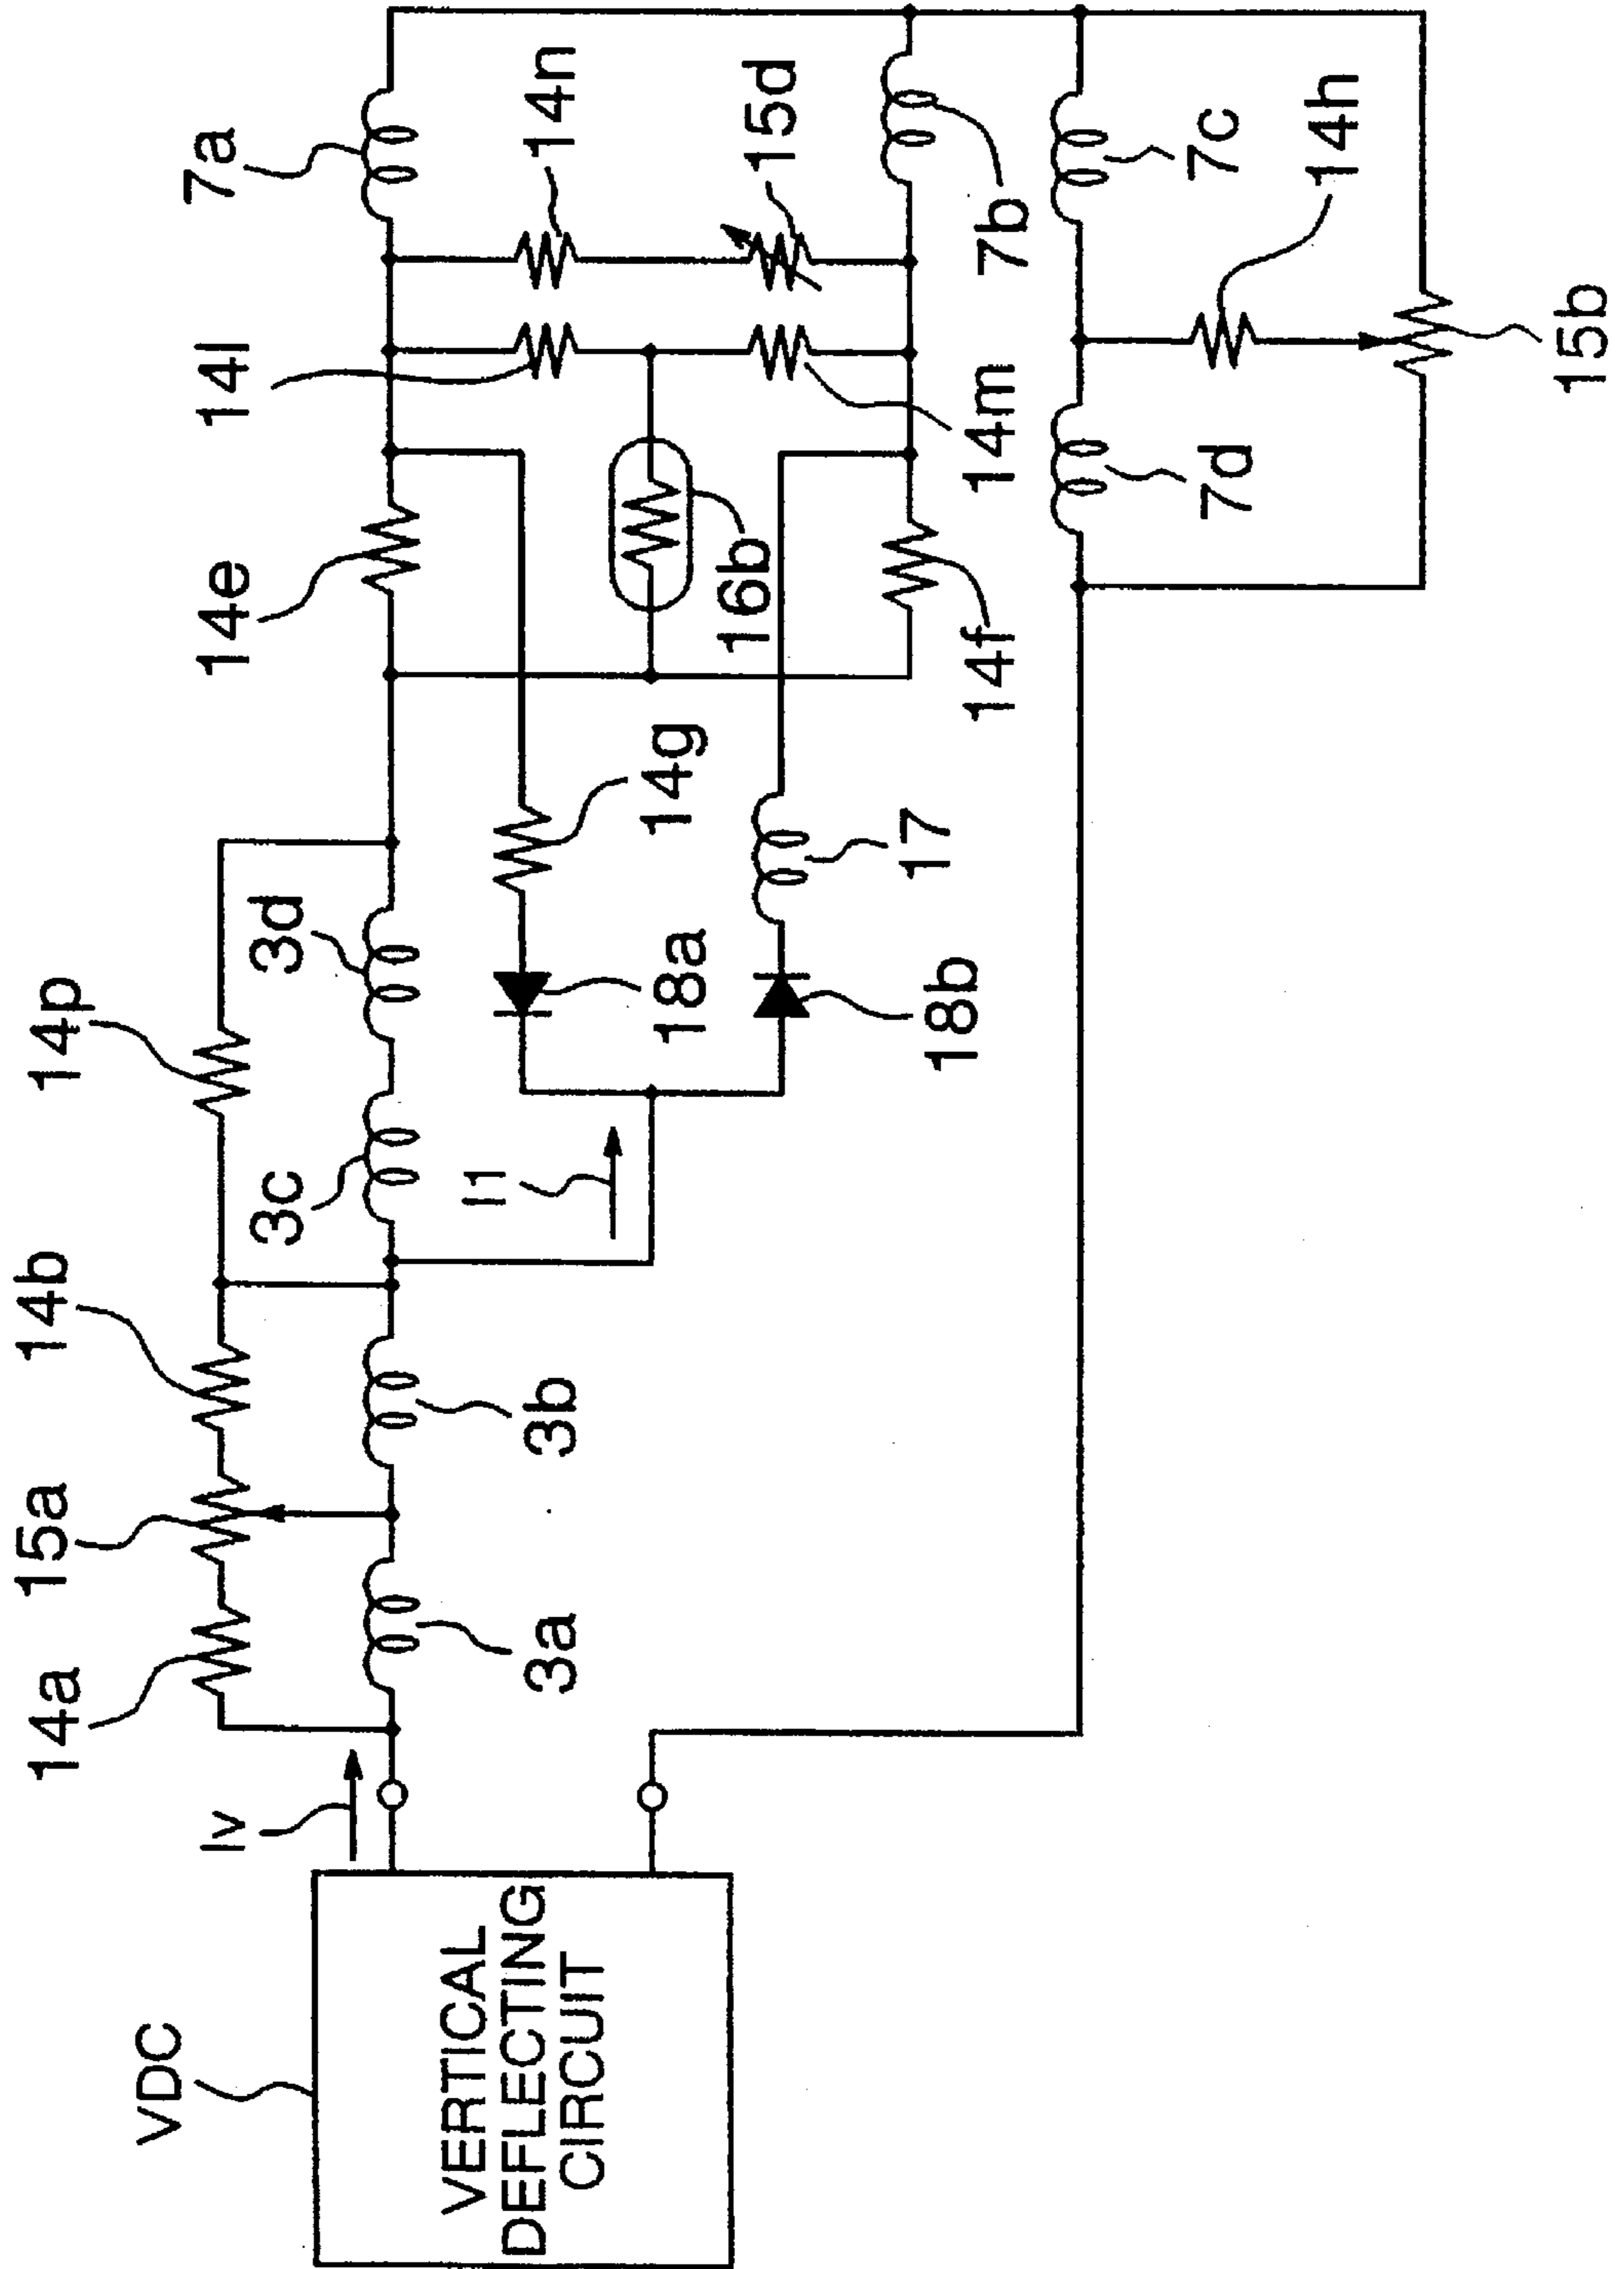 14a
15a
14b
14p
VDC
Iv
14e
14l
7a
3c
3d
I1
VERTICAL
DEFLECTING
CIRCUIT
3a
3b
14n
18a
14g
16b
15d
18b
17
14f
14m
7b
7d
7c
14h
15b